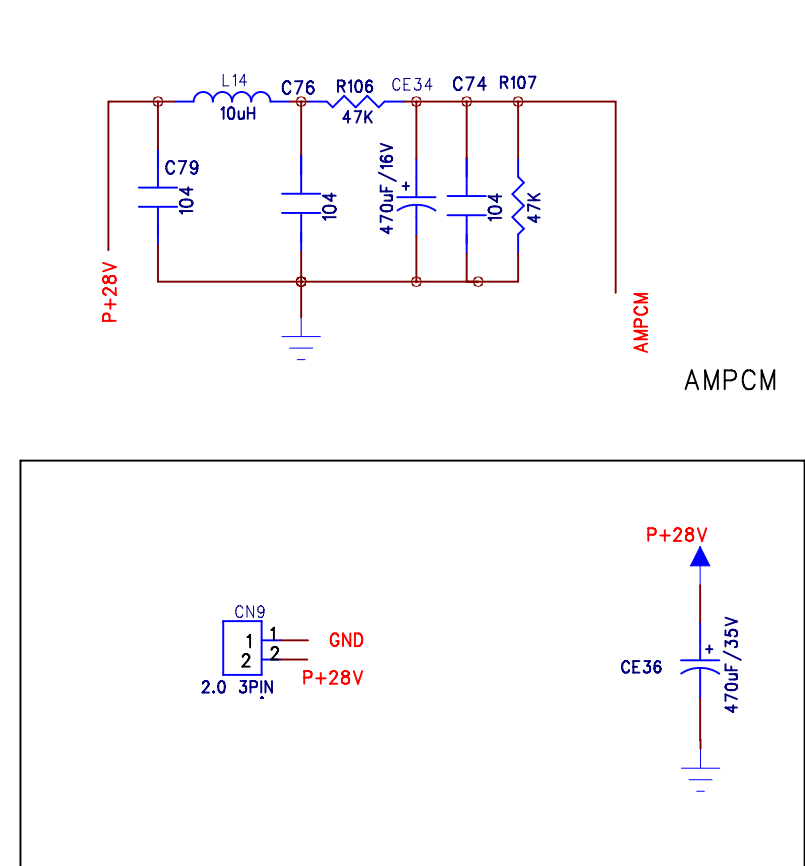 L14
C76
R106
CE34
C74
R107
10uH
47K
C79
104
104
470uF/16V
+
104
47K
P+28V
AMPCM
AMPCM
P+28V
CN9
1 1 GND
2 2 P+28V
2.0 3PIN
CE36
+
470uF/35V